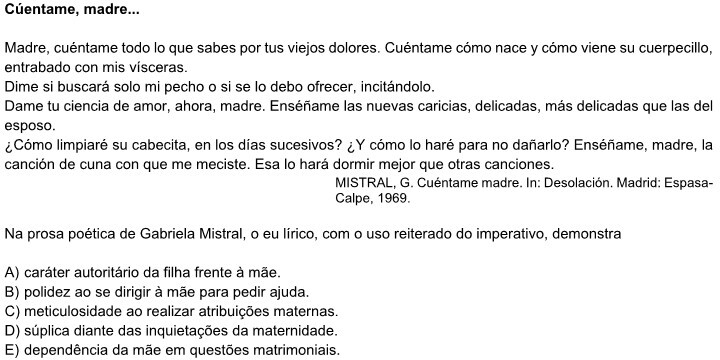 Cúentame, madre...
Madre, cuéntame todo lo que sabes por tus viejos dolores. Cuéntame cómo nace y cómo viene su cuerpecillo,
entrabado con mis vísceras.
Dime si buscará solo mi pecho o si se lo debo ofrecer, incitándolo.
Dame tu ciencia de amor, ahora, madre. Enséñame las nuevas caricias, delicadas, más delicadas que las del
esposo.
¿Cómo limpiaré su cabecita, en los días sucesivos? ¿Y cómo lo haré para no dañarlo? Enséñame, madre, la
canción de cuna con que me meciste. Esa lo hará dormir mejor que otras canciones.
MISTRAL, G. Cuéntame madre. In: Desolación. Madrid: Espasa-
Calpe, 1969.
Na prosa poética de Gabriela Mistral, o eu lírico, com o uso reiterado do imperativo, demonstra
A) caráter autoritário da filha frente à mãe.
B) polidez ao se dirigir à mãe para pedir ajuda.
C) meticulosidade ao realizar atribuições maternas.
D) súplica diante das inquietações da maternidade.
E) dependência da mãe em questões matrimoniais.